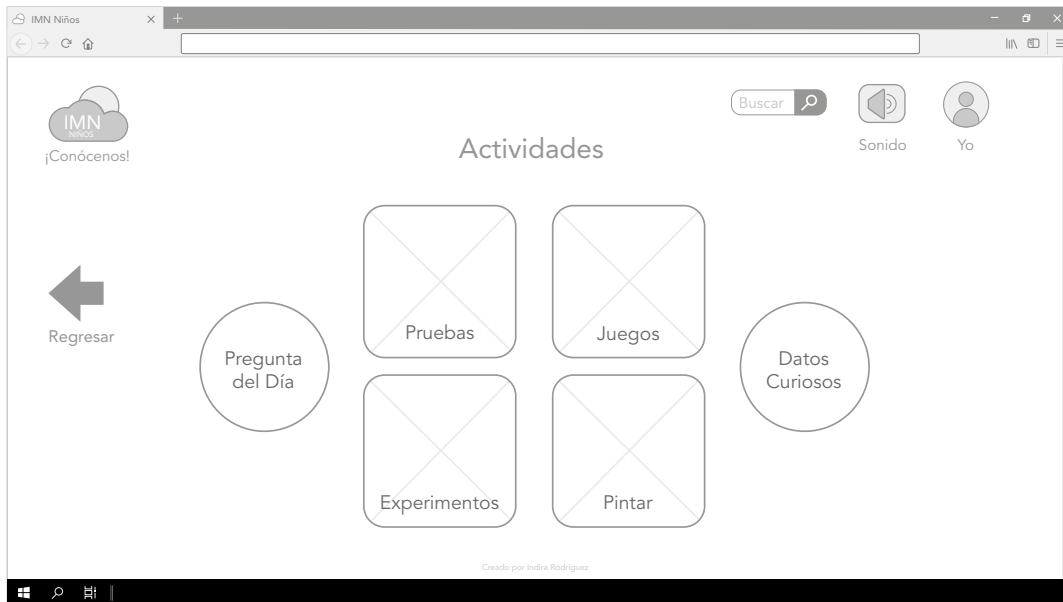 IMN Niños
Buscar
IMN
NIÑOS
¡Conócenos!
Sonido
Yo
Actividades
Regresar
Pregunta
del Día
Pruebas
Juegos
Datos
Curiosos
Experimentos
Pintar
Creado por Indira Rodríguez